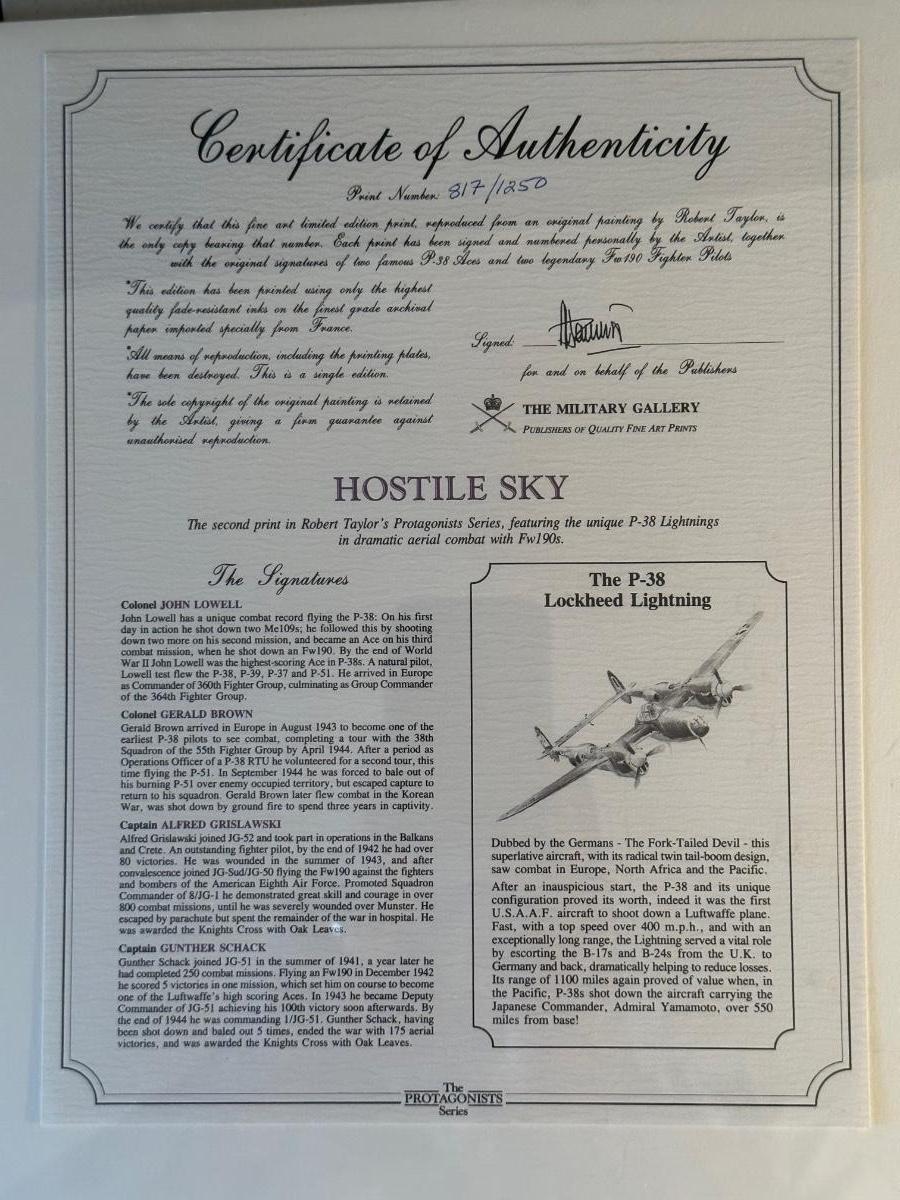 Certificate of Authenticity
Print Number: 817/1250
"We certify that this fine art limited edition print, reproduced from an original painting by Robert Taylor, is
the only copy bearing that number. Each print has been signed and numbered personally by the Artist, together
with the original signatures of two famous P-38 Aces and two legendary Fw190 Fighter Pilots
"This edition has been printed using only the highest
quality fade-resistant inks on the finest grade archival
paper imported specially from France.
"All means of reproduction, including the printing plates,
have been destroyed. This is a single edition.
"The sole copyright of the original painting is retained
by the Artist, giving a firm guarantee against
unauthorised reproduction.
Signed:
for and on behalf of the Publishers
THE MILITARY GALLERY
PUBLISHERS OF QUALITY FINE ART PRINTS
HOSTILE SKY
The second print in Robert Taylor's Protagonists Series, featuring the unique P-38 Lightnings
in dramatic aerial combat with Fw190s.
The Signatures
Colonel JOHN LOWELL
John Lowell has a unique combat record flying the P-38: On his first
day in action he shot down two Me109s; he followed this by shooting
down two more on his second mission, and became an Ace on his third
combat mission, when he shot down an Fw190. By the end of World
War II John Lowell was the highest-scoring Ace in P-38s. A natural pilot,
Lowell test flew the P-38, P-39, P-37 and P-51. He arrived in Europe
as Commander of 360th Fighter Group, culminating as Group Commander
of the 364th Fighter Group.
Colonel GERALD BROWN
Gerald Brown arrived in Europe in August 1943 to become one of the
earliest P-38 pilots to see combat, completing a tour with the 38th
Squadron of the 55th Fighter Group by April 1944. After a period as
Operations Officer of a P-38 RTU he volunteered for a second tour, this
time flying the P-51. In September 1944 he was forced to bale out of
his burning P-51 over enemy occupied territory, but escaped capture to
return to his squadron. Gerald Brown later flew combat in the Korean
War, was shot down by ground fire to spend three years in captivity.
Captain ALFRED GRISLAWSKI
Alfred Grislawski joined JG-52 and took part in operations in the Balkans
and Crete. An outstanding fighter pilot, by the end of 1942 he had over
80 victories. He was wounded in the summer of 1943, and after
convalescence joined JG-Sud/JG-50 flying the Fw190 against the fighters
and bombers of the American Eighth Air Force. Promoted Squadron
Commander of 8/JG-1 he demonstrated great skill and courage in over
800 combat missions, until he was severely wounded over Munster. He
escaped by parachute but spent the remainder of the war in hospital. He
was awarded the Knights Cross with Oak Leaves.
Captain GUNTHER SCHACK
Gunther Schack joined JG-51 in the summer of 1941, a year later he
had completed 250 combat missions. Flying an Fw190 in December 1942
he scored 5 victories in one mission, which set him on course to become
one of the Luftwaffe's high scoring Aces. In 1943 he became Deputy
Commander of JG-51 achieving his 100th victory soon afterwards. By
the end of 1944 he was commanding 1/JG-51. Gunther Schack, having
been shot down and baled out 5 times, ended the war with 175 aerial
victories, and was awarded the Knights Cross with Oak Leaves.
The P-38
Lockheed Lightning
Dubbed by the Germans - The Fork-Tailed Devil - this
superlative aircraft, with its radical twin tail-boom design,
saw combat in Europe, North Africa and the Pacific.
After an inauspicious start, the P-38 and its unique
configuration proved its worth, indeed it was the first
U.S.A.A.F. aircraft to shoot down a Luftwaffe plane.
Fast, with a top speed over 400 m.p.h., and with an
exceptionally long range, the Lightning served a vital role
by escorting the B-17s and B-24s from the U.K. to
Germany and back, dramatically helping to reduce losses.
Its range of 1100 miles again proved of value when, in
the Pacific, P-38s shot down the aircraft carrying the
Japanese Commander, Admiral Yamamoto, over 550
miles from base!
The
PROTAGONISTS
Series